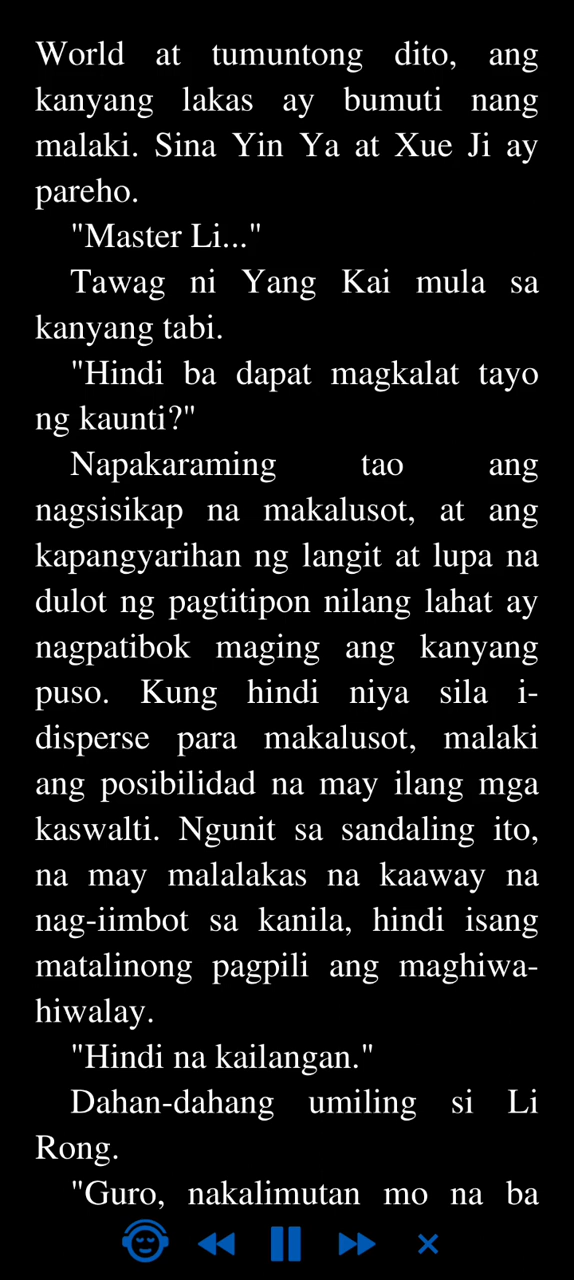 World at tumuntong dito, ang
kanyang lakas ay bumuti nang
malaki. Sina Yin Ya at Xue Ji ay
pareho.
"Master Li..."
Tawag ni Yang Kai mula sa
kanyang tabi.
"Hindi ba dapat magkalat tayo
ng kaunti?"
Napakaraming tao ang
nagsisikap na makalusot, at ang
kapangyarihan ng langit at lupa na
dulot ng pagtitipon nilang lahat ay
nagpatibok maging ang kanyang
puso. Kung hindi niya sila i-
disperse para makalusot, malaki
ang posibilidad na may ilang mga
kaswalti. Ngunit sa sandaling ito,
na may malalakas na kaaway na
nag-iimbot sa kanila, hindi isang
matalinong pagpili ang maghiwa-
hiwalay.
"Hindi na kailangan."
Dahan-dahang umiling si Li
Rong.
"Guro, nakalimutan mo na ba